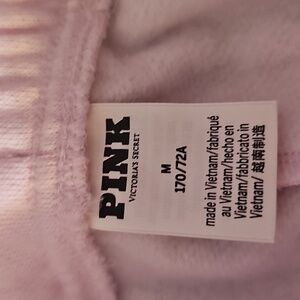 PINK
VICTORIA'S SECRET
M
170/72A
made in Vietnam/fabriqué
au Vietnam/hecho en
Vietnam/fabbricato in
Vietnam/ 越南制造